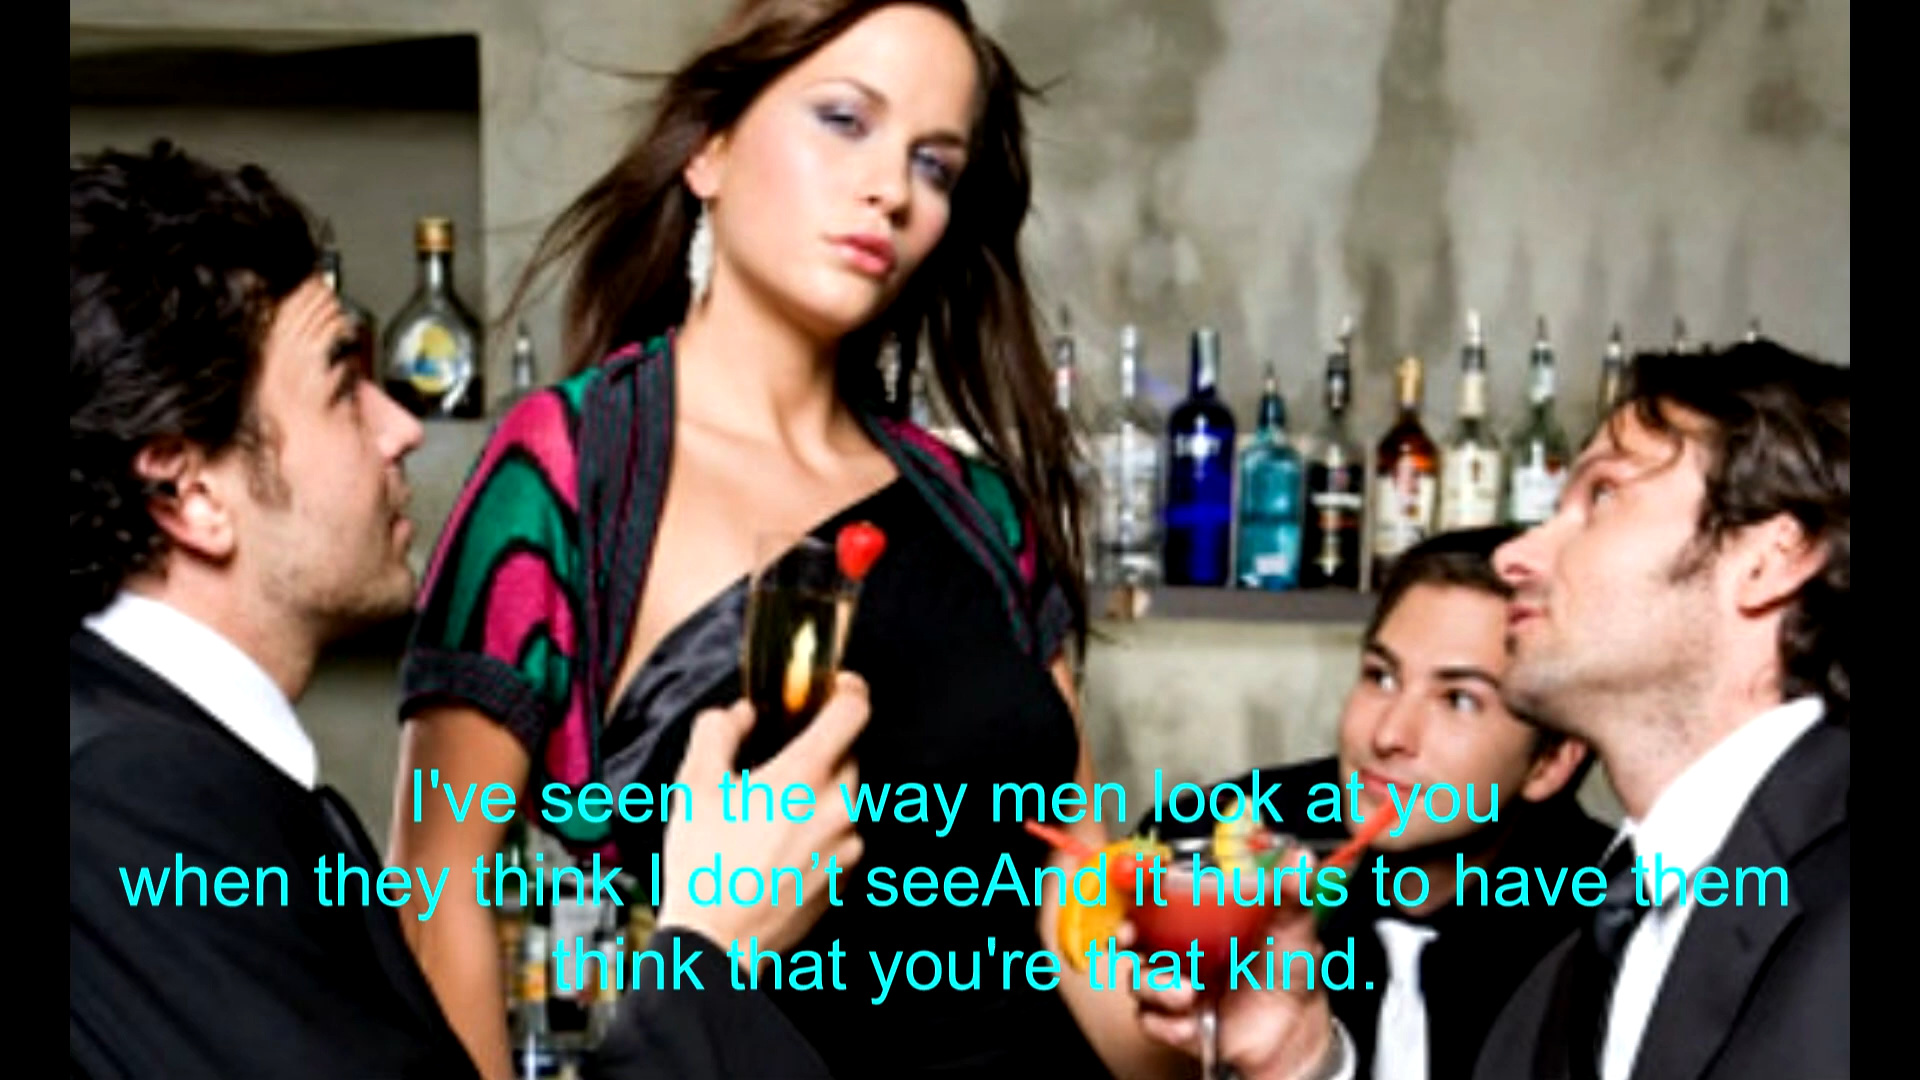 I've seen the way men look at you
when they think I don’t seeAnd it hurts to have them
think that you're that kind.